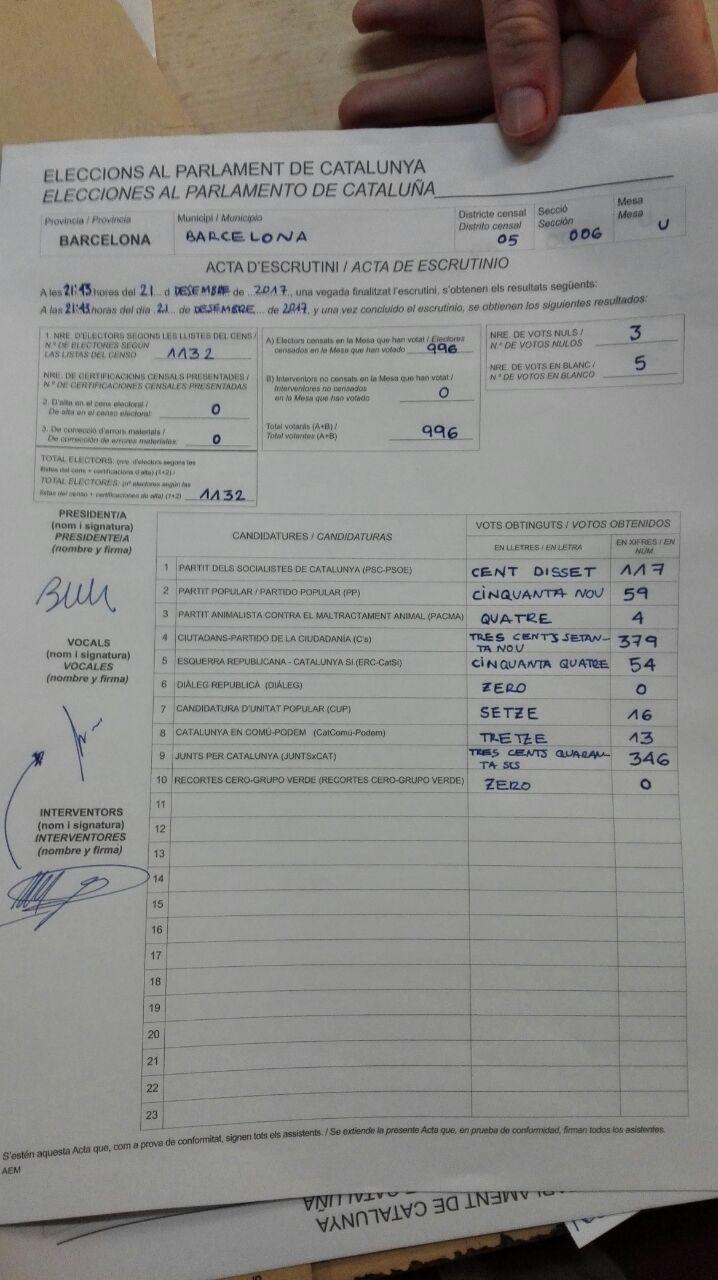 ELECCIONS AL PARLAMENT DE CATALUNYA
ELECCIONES AL PARLAMENTO DE CATALUÑA
Provincia / Provincia
BARCELONA
Municipi / Municipio
BARCELONA
Districte censal
Distrito censal
05
Secció
Sección
006
Mesa
Mesa
U
ACTA D'ESCRUTINI / ACTA DE ESCRUTINIO
A les 21:45 hores del 21 d DESEMBRE de 2017, una vegada finalitzat l'escrutini, s'obtenen els resultats següents:
A las 21:45 horas del día 21 de DESEMBRE de 2017, y una vez concluido el escrutinio, se obtienen los siguientes resultados:
1. NRE. D'ELECTORS SEGONS LES LLISTES DEL CENS /
N.º DE ELECTORES SEGÚN
LAS LISTAS DEL CENSO 1132
NRE. DE CERTIFICACIONS CENSALS PRESENTADES /
N.º DE CERTIFICACIONES CENSALES PRESENTADAS
2. D'alta en el cens electoral /
De alta en el censo electoral: 0
3. De correcció d'errors materials /
De corrección de errores materiales: 0
TOTAL ELECTORS: (nre. d'electors segons les
llistes del cens + certificacions d'alta) (1+2) /
TOTAL ELECTORES: (nº electores según las
listas del censo + certificaciones de alta) (1+2) 1132
A) Electors censats en la Mesa que han votat / Electores
censados en la Mesa que han votado 996
B) Interventors no censats en la Mesa que han votat /
Interventores no censados
en la Mesa que han votado 0
Total votants (A+B) /
Total votantes (A+B) 996
NRE. DE VOTS NULS /
N.º DE VOTOS NULOS 3
NRE. DE VOTS EN BLANC /
N.º DE VOTOS EN BLANCO 5
PRESIDENT/A
(nom i signatura)
PRESIDENTE/A
(nombre y firma)
VOCALS
(nom i signatura)
VOCALES
(nombre y firma)
INTERVENTORS
(nom i signatura)
INTERVENTORES
(nombre y firma)
CANDIDATURES / CANDIDATURAS
VOTS OBTINGUTS / VOTOS OBTENIDOS
EN LLETRES / EN LETRA
EN XIFRES / EN
NÚM.
1 PARTIT DELS SOCIALISTES DE CATALUNYA (PSC-PSOE) CENT DISSET 117
2 PARTIT POPULAR / PARTIDO POPULAR (PP) CINQUANTA NOU 59
3 PARTIT ANIMALISTA CONTRA EL MALTRACTAMENT ANIMAL (PACMA) QUATRE 4
4 CIUTADANS-PARTIDO DE LA CIUDADANÍA (C's) TRES CENTS SETAN-
TA NOU 379
5 ESQUERRA REPUBLICANA - CATALUNYA SÍ (ERC-CatSí) CINQUANTA QUATRE 54
6 DIÀLEG REPUBLICÀ (DIÀLEG) ZERO 0
7 CANDIDATURA D'UNITAT POPULAR (CUP) SETZE 16
8 CATALUNYA EN COMÚ-PODEM (CatComú-Podem) TRETZE 13
9 JUNTS PER CATALUNYA (JUNTSxCAT) TRES CENTS QUARAN-
TA SIS 346
10 RECORTES CERO-GRUPO VERDE (RECORTES CERO-GRUPO VERDE) ZERO 0
11
12
13
14
15
16
17
18
19
20
21
22
23
S'estén aquesta Acta que, com a prova de conformitat, signen tots els assistents. / Se extiende la presente Acta que, en prueba de conformidad, firman todos los asistentes.
AEM
PARLAMENT DE CATALUNYA